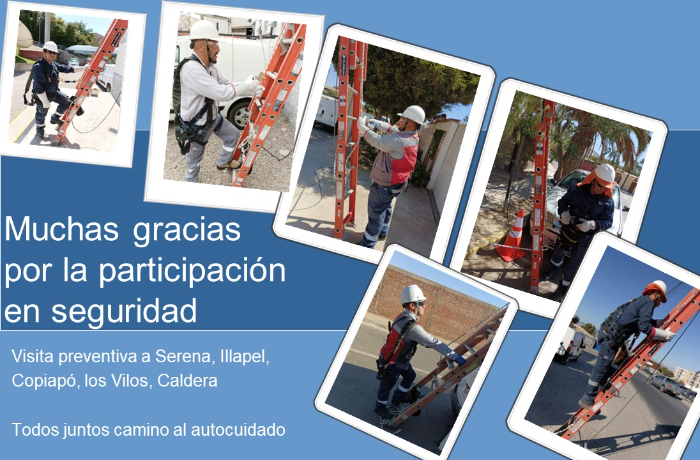 Muchas gracias
por la participación
en seguridad
Visita preventiva a Serena, Illapel,
Copiapó, los Vilos, Caldera
Todos juntos camino al autocuidado